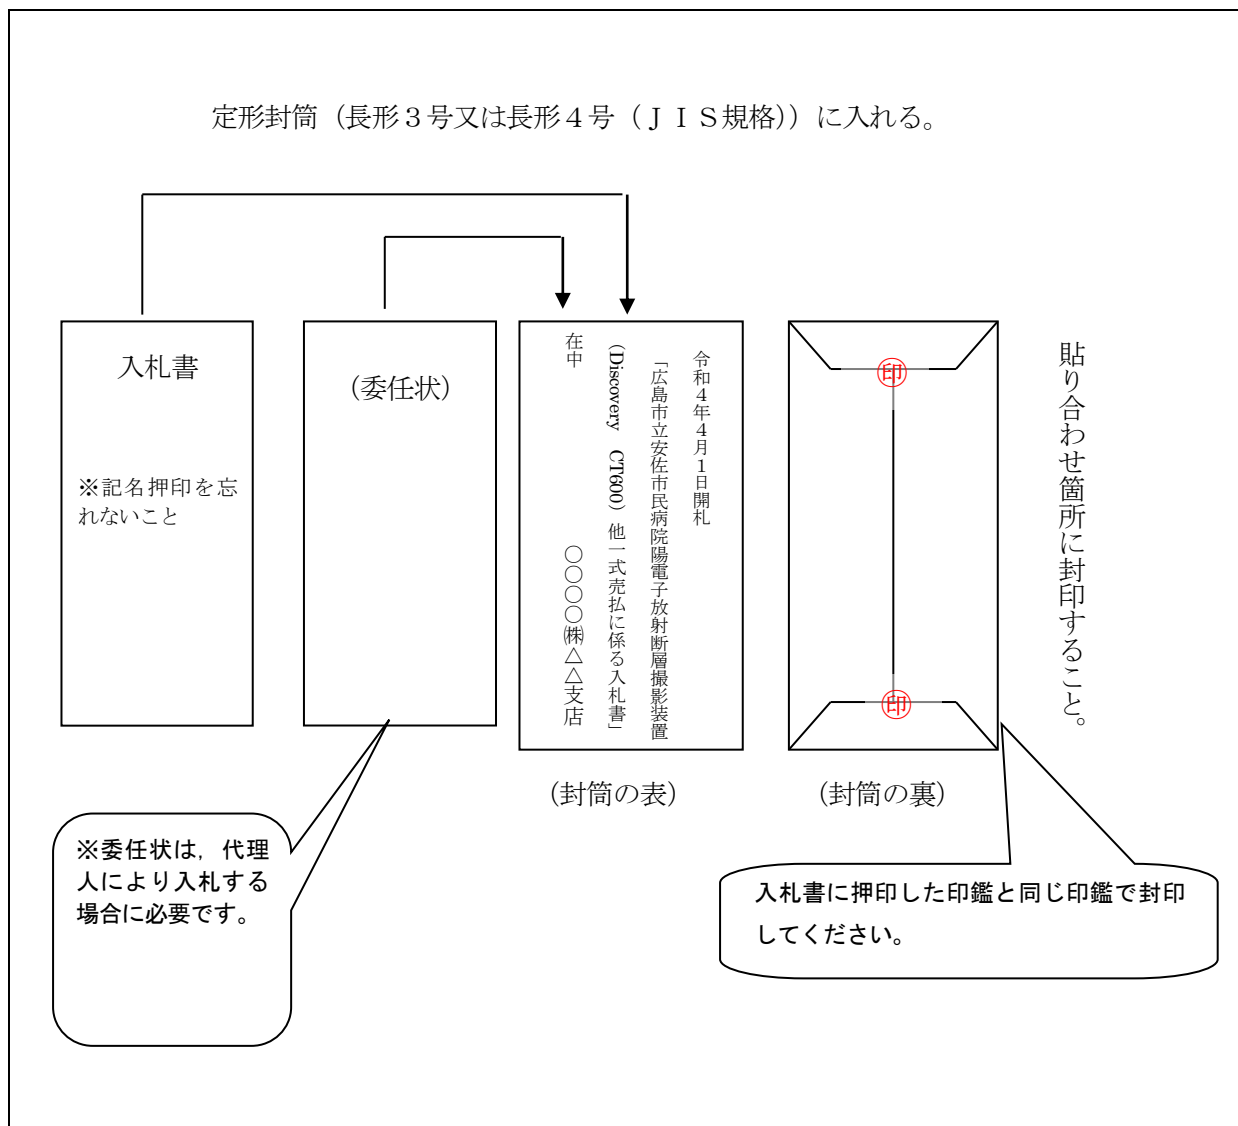 定形封筒（長形３号又は長形４号（ＪＩＳ規格））に入れる。
入札書
※記名押印を忘
れないこと
（委任状）
令和４年４月１日開札
「広島市立安佐市民病院陽電子放射断層撮影装置
（Discovery　CT600）他一式売払に係る入札書」
在中
〇〇〇〇㈱△△支店
印
印
貼り合わせ箇所に封印すること。
（封筒の表）
（封筒の裏）
※委任状は，代理
人により入札する
場合に必要です。
入札書に押印した印鑑と同じ印鑑で封印
してください。